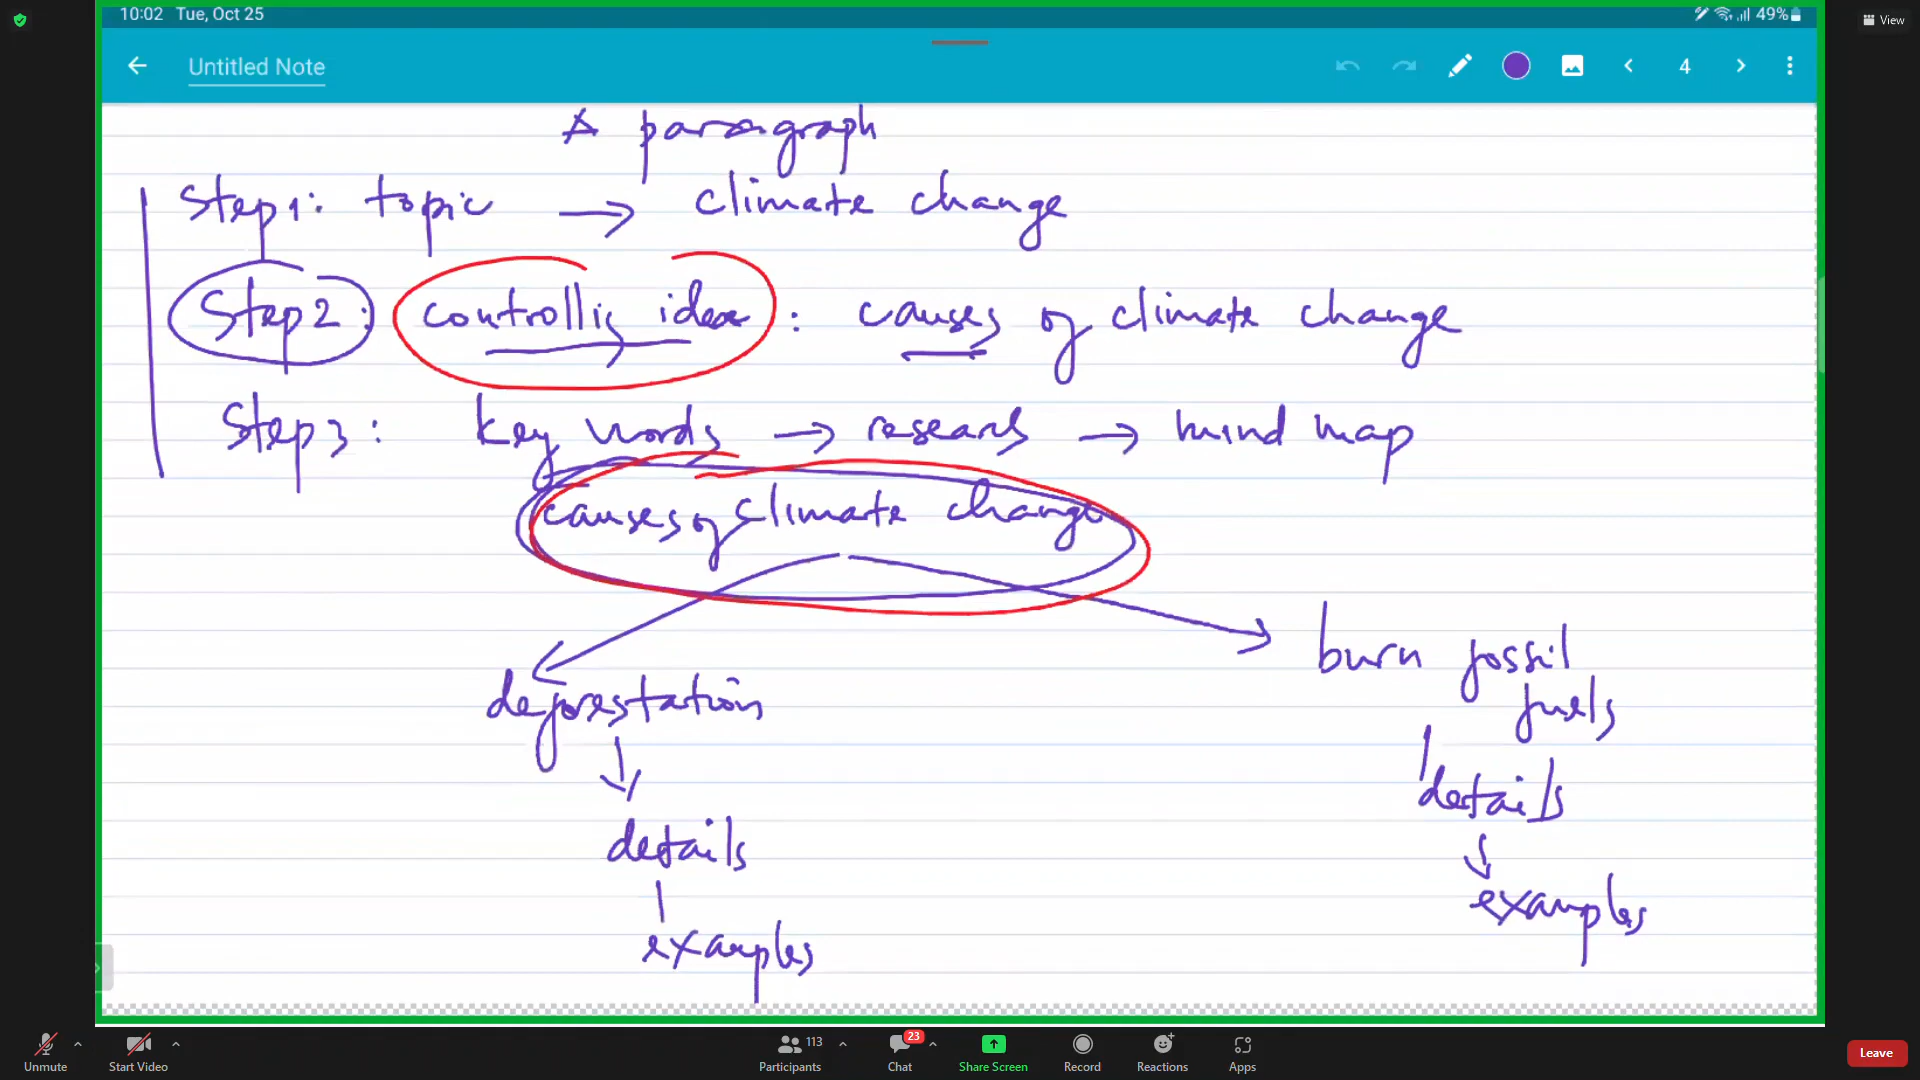 10:02 Tue, Oct 25
49%
View
Untitled Note
4
A paragraph
Step 1: topic → climate change
Step 2: controllig idea : causes of climate change
Step 3: key words → research → mind map
causes of climate change
deforestation
burn fossil
fuels
details
details
examples
examples
Unmute
Start Video
113
Participants
23
Chat
Share Screen
Record
Reactions
Apps
Leave